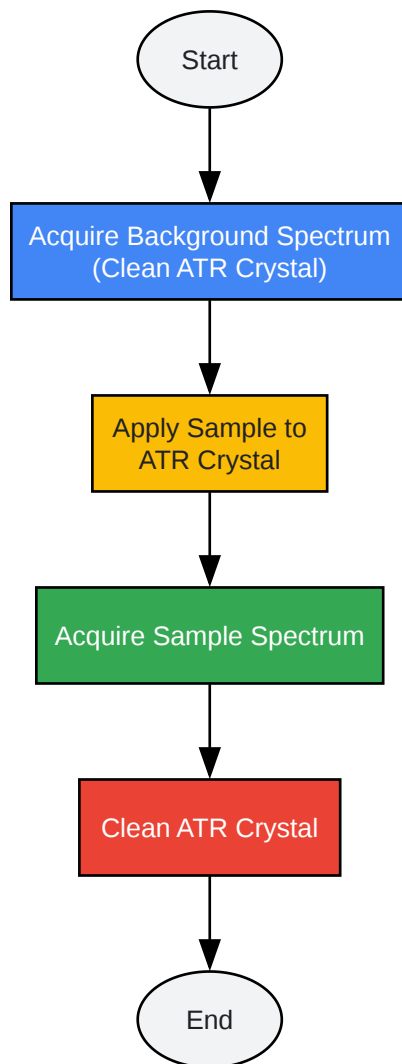 Start
Acquire Background Spectrum
(Clean ATR Crystal)
Apply Sample to
ATR Crystal
Acquire Sample Spectrum
Clean ATR Crystal
End